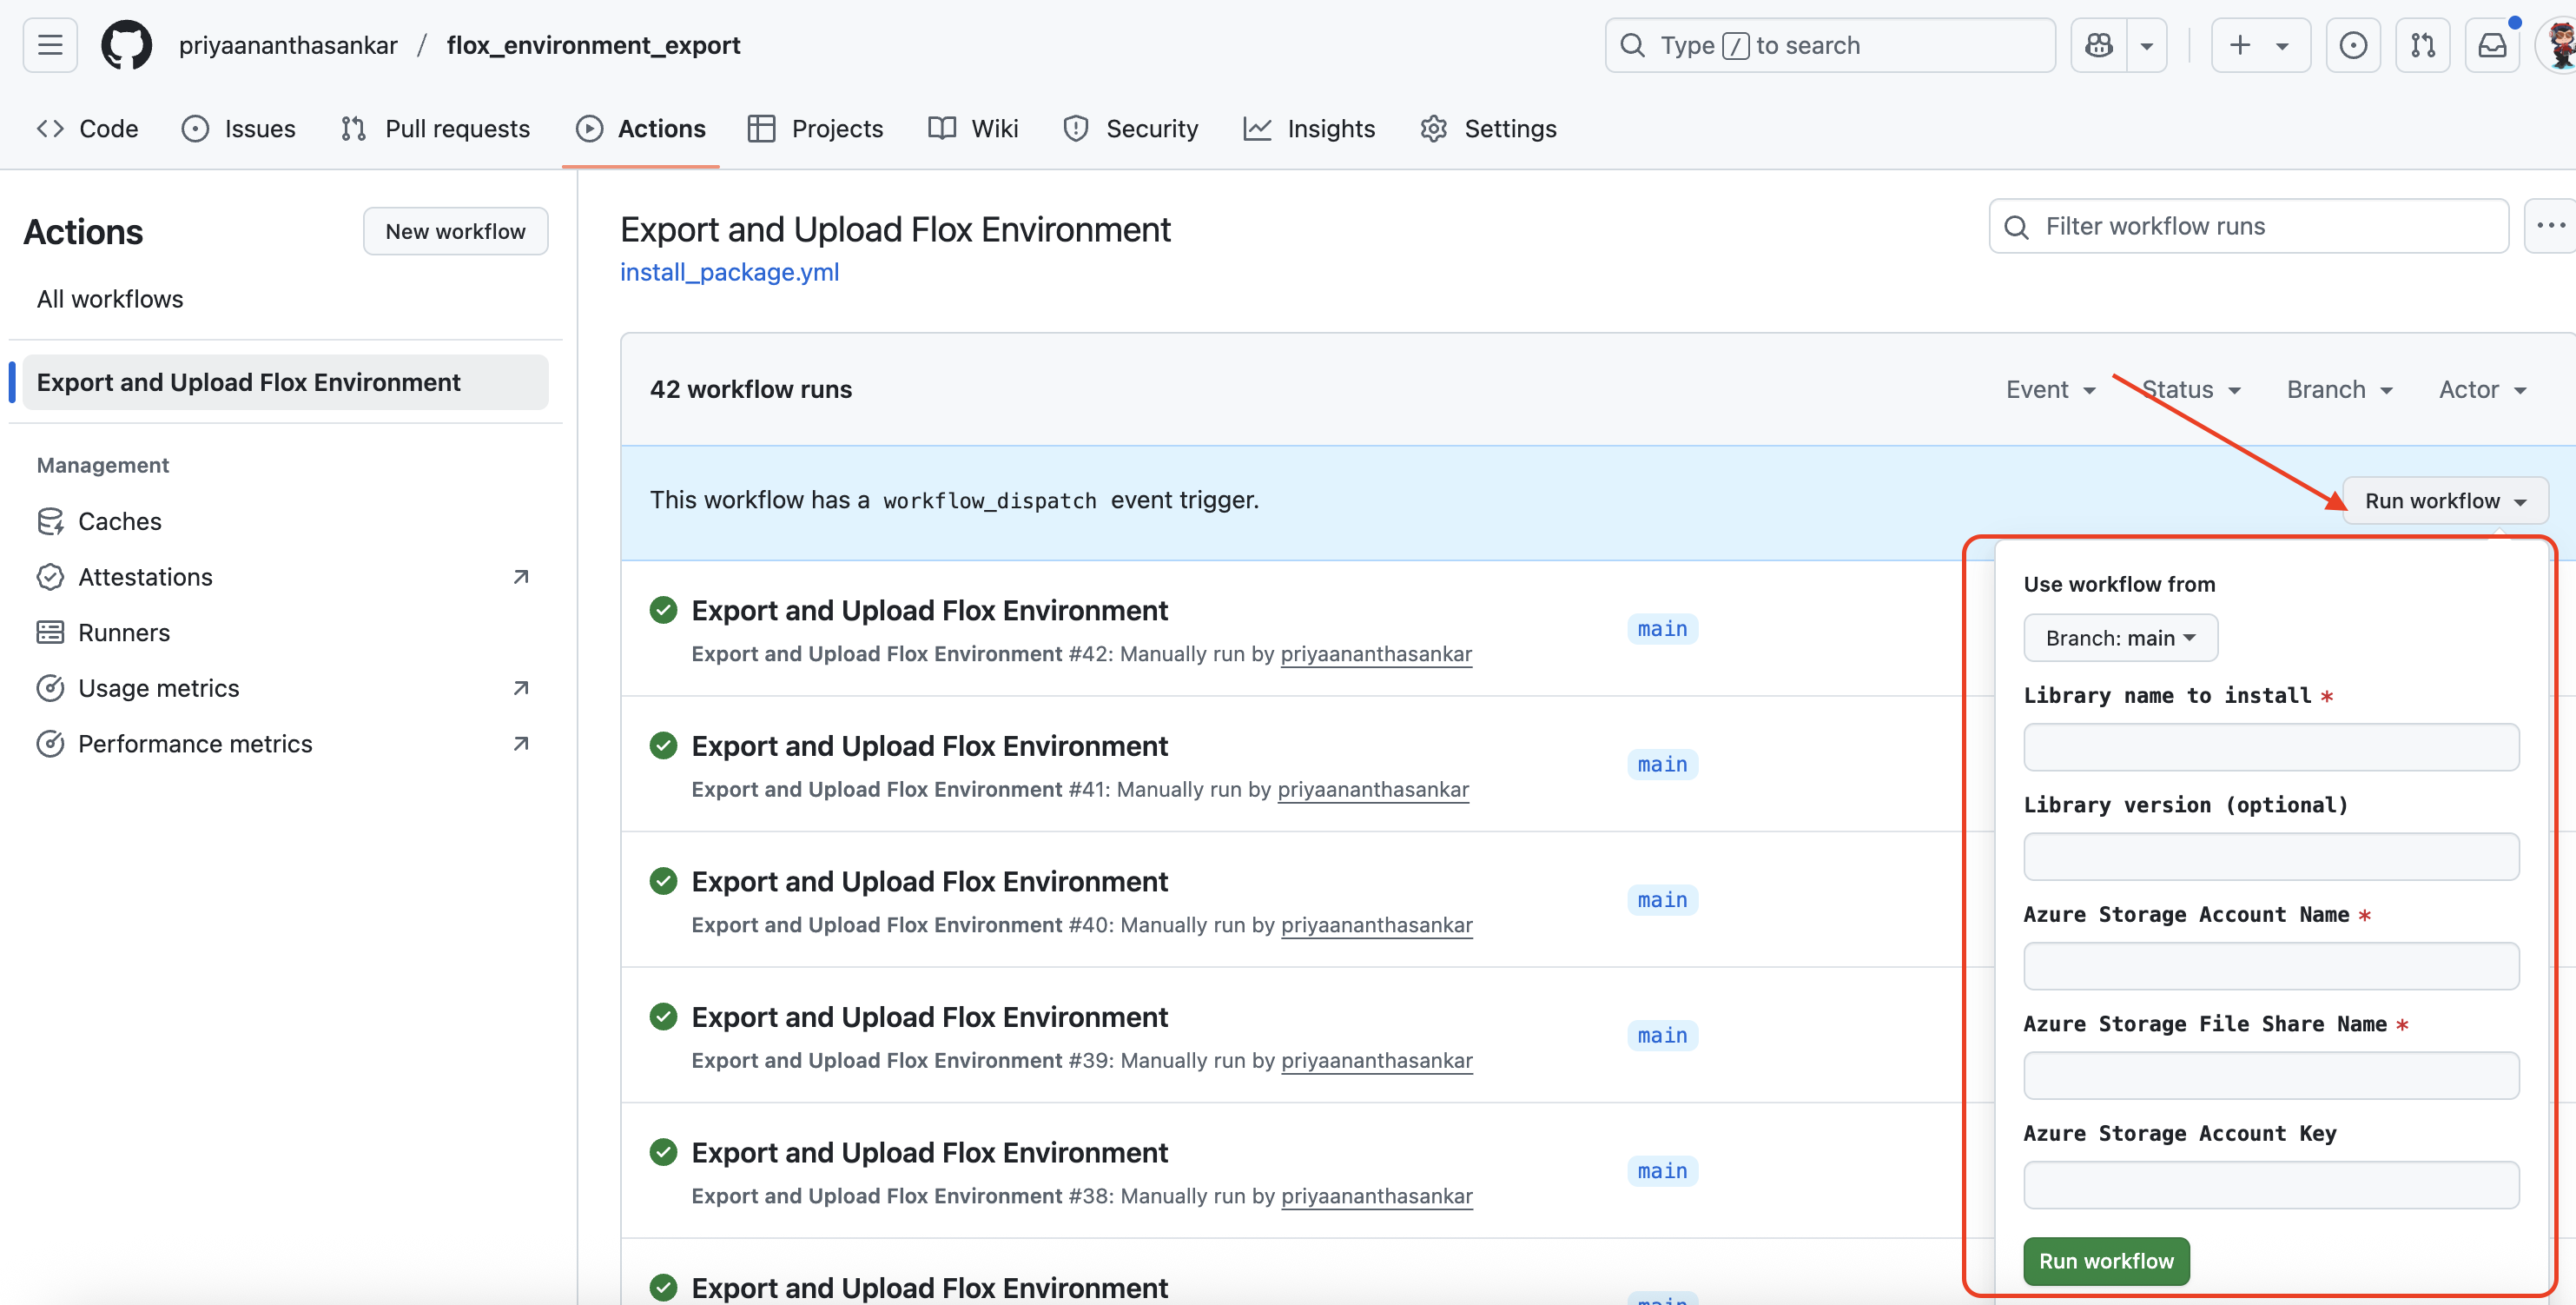 priyaananthasankar / flox_environment_export
Type / to search
Code
Issues
Pull requests
Actions
Projects
Wiki
Security
Insights
Settings
Actions
New workflow
All workflows
Export and Upload Flox Environment
Management
Caches
Attestations
Runners
Usage metrics
Performance metrics
Export and Upload Flox Environment
install_package.yml
Filter workflow runs
42 workflow runs
Event
Status
Branch
Actor
This workflow has a workflow_dispatch event trigger.
Run workflow
Export and Upload Flox Environment
Export and Upload Flox Environment #42: Manually run by priyaananthasankar
main
Export and Upload Flox Environment
Export and Upload Flox Environment #41: Manually run by priyaananthasankar
main
Export and Upload Flox Environment
Export and Upload Flox Environment #40: Manually run by priyaananthasankar
main
Export and Upload Flox Environment
Export and Upload Flox Environment #39: Manually run by priyaananthasankar
main
Export and Upload Flox Environment
Export and Upload Flox Environment #38: Manually run by priyaananthasankar
main
Export and Upload Flox Environment
main
Use workflow from
Branch: main
Library name to install *
Library version (optional)
Azure Storage Account Name *
Azure Storage File Share Name *
Azure Storage Account Key
Run workflow